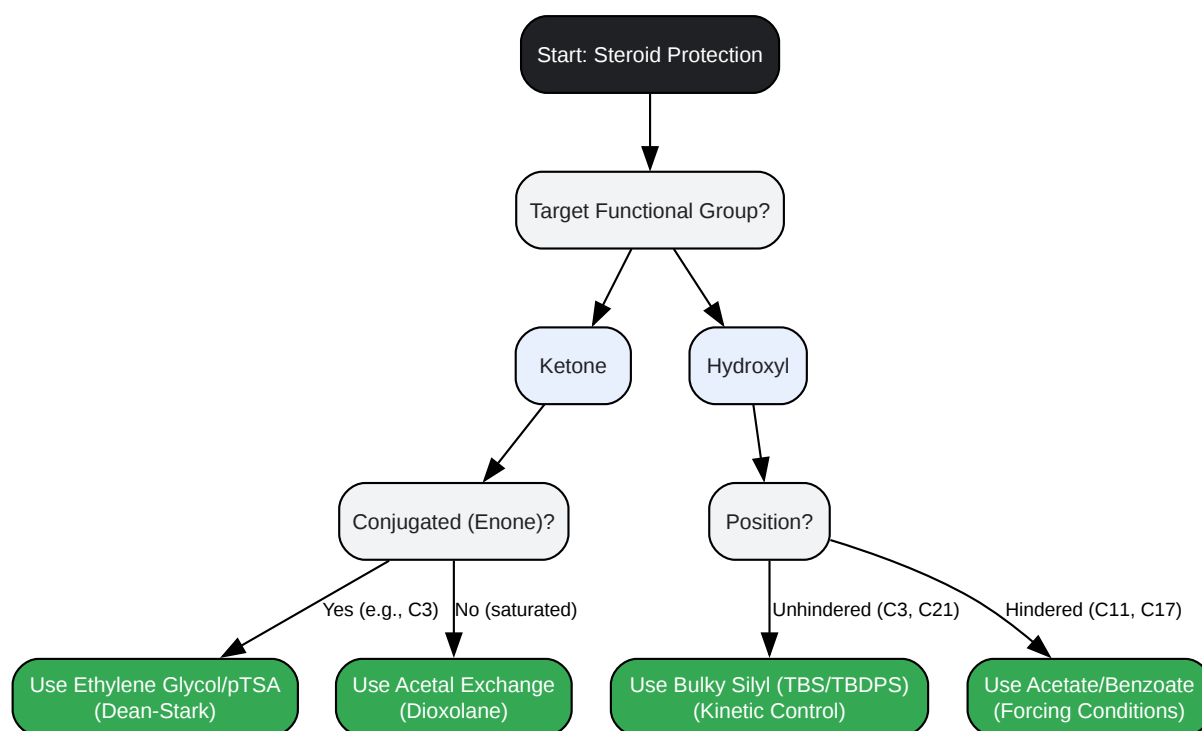 Start: Steroid Protection
Target Functional Group?
Ketone
Hydroxyl
Conjugated (Enone)?
Position?
Yes (e.g., C3)
No (saturated)
Unhindered (C3, C21)
Hindered (C11, C17)
Use Ethylene Glycol/pTSA
(Dean-Stark)
Use Acetal Exchange
(Dioxolane)
Use Bulky Silyl (TBS/TBDPS)
(Kinetic Control)
Use Acetate/Benzoate
(Forcing Conditions)